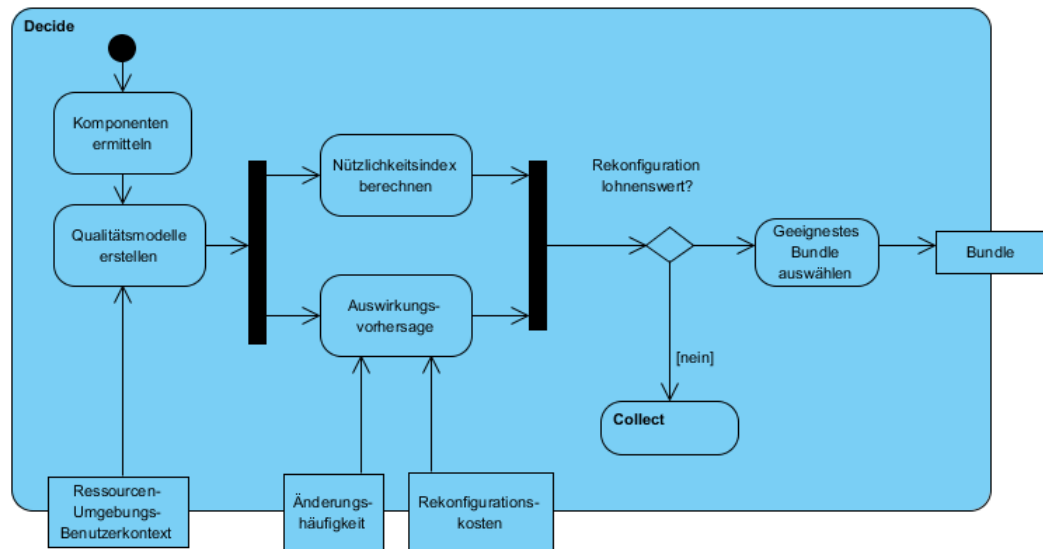 Decide
Komponenten
ermitteln
Qualitätsmodelle
erstellen
Nützlichkeitsindex
berechnen
Auswirkungs-
vorhersage
Rekonfiguration
lohnenswert?
Geeignestes
Bundle
auswählen
Bundle
[nein]
Collect
Ressourcen-
Umgebungs-
Benutzerkontext
Änderungs-
häufigkeit
Rekonfigurations-
kosten